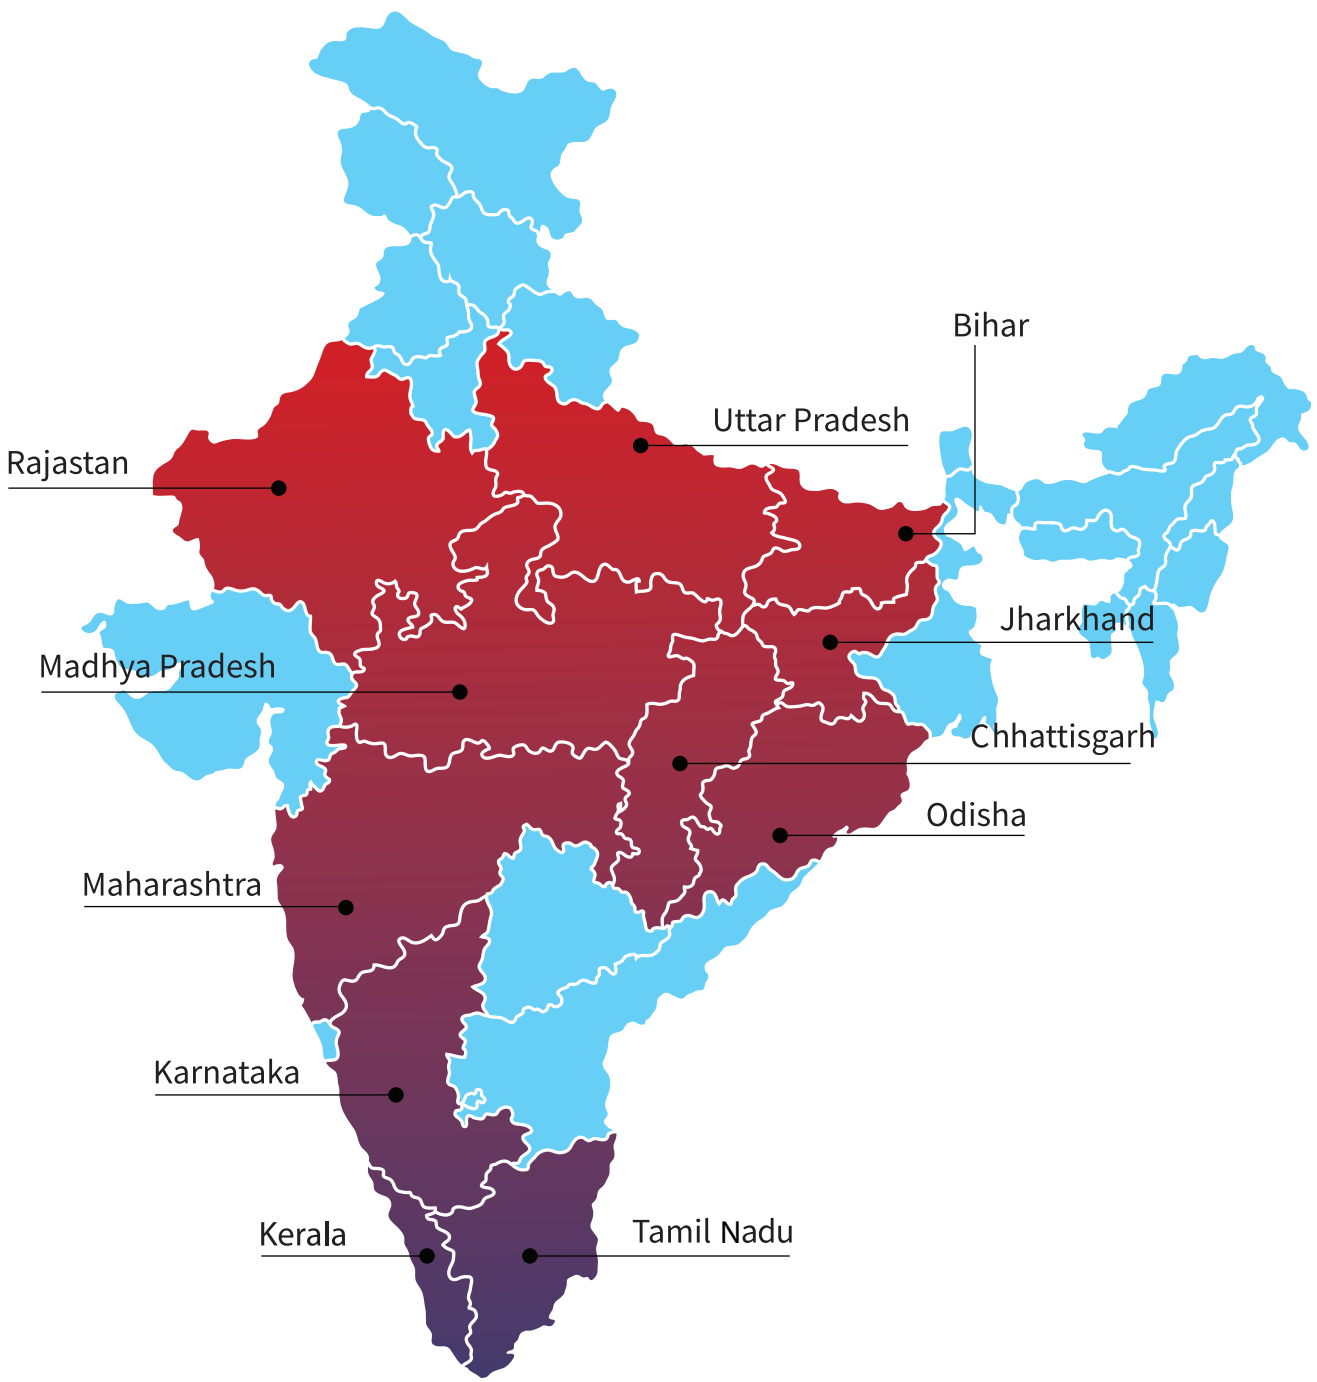 Bihar
Uttar Pradesh
Rajastan
Jharkhand
Madhya Pradesh
Chhattisgarh
Odisha
Maharashtra
Karnataka
Kerala
Tamil Nadu